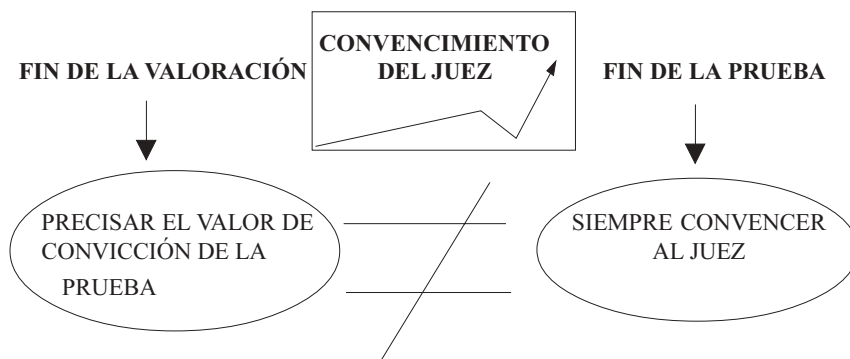 CONVENCIMIENTO
DEL JUEZ
FIN DE LA VALORACIÓN
FIN DE LA PRUEBA
PRECISAR EL VALOR DE
CONVICCIÓN DE LA
PRUEBA
SIEMPRE CONVENCER
AL JUEZ